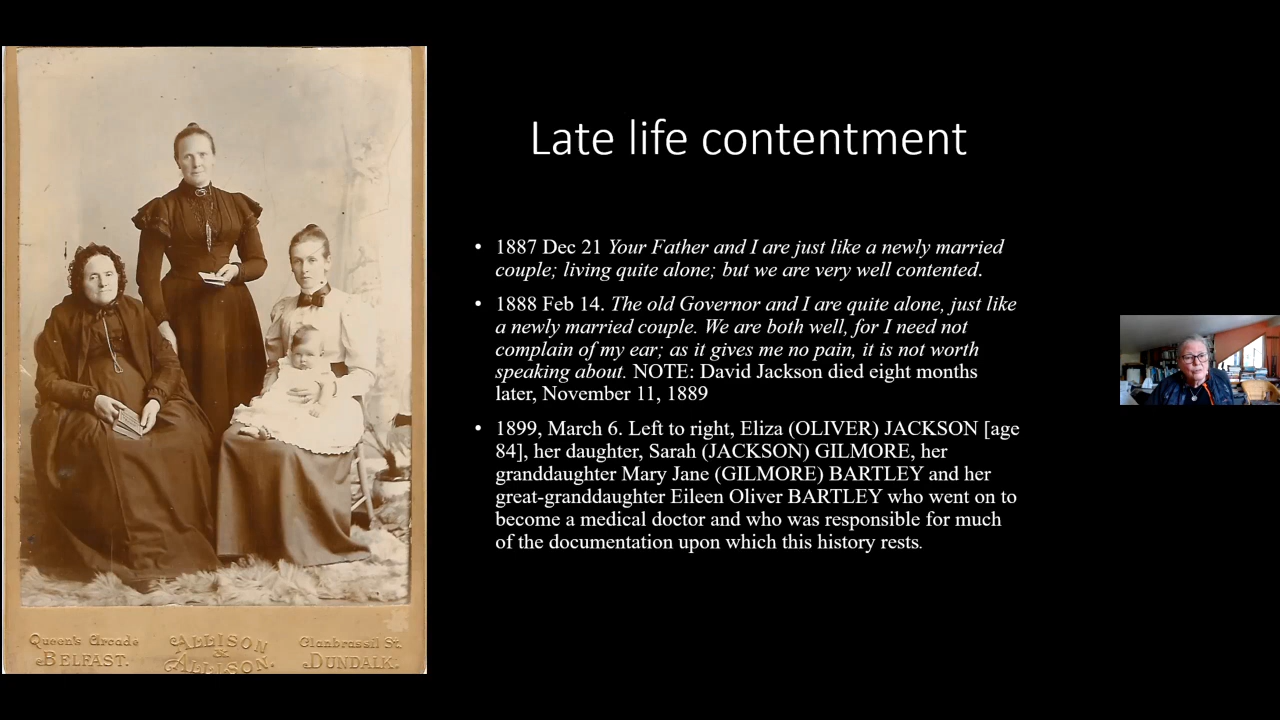 Late life contentment
• 1887 Dec 21 Your Father and I are just like a newly married
couple; living quite alone; but we are very well contented.
• 1888 Feb 14. The old Governor and I are quite alone, just like
a newly married couple. We are both well, for I need not
complain of my ear; as it gives me no pain, it is not worth
speaking about. NOTE: David Jackson died eight months
later, November 11, 1889
• 1899, March 6. Left to right, Eliza (OLIVER) JACKSON [age
84], her daughter, Sarah (JACKSON) GILMORE, her
granddaughter Mary Jane (GILMORE) BARTLEY and her
great-granddaughter Eileen Oliver BARTLEY who went on to
become a medical doctor and who was responsible for much
of the documentation upon which this history rests.
Queen's Arcade
BELFAST.
ALLISON
&
ALLISON.
Clanbrassil St.
DUNDALK.